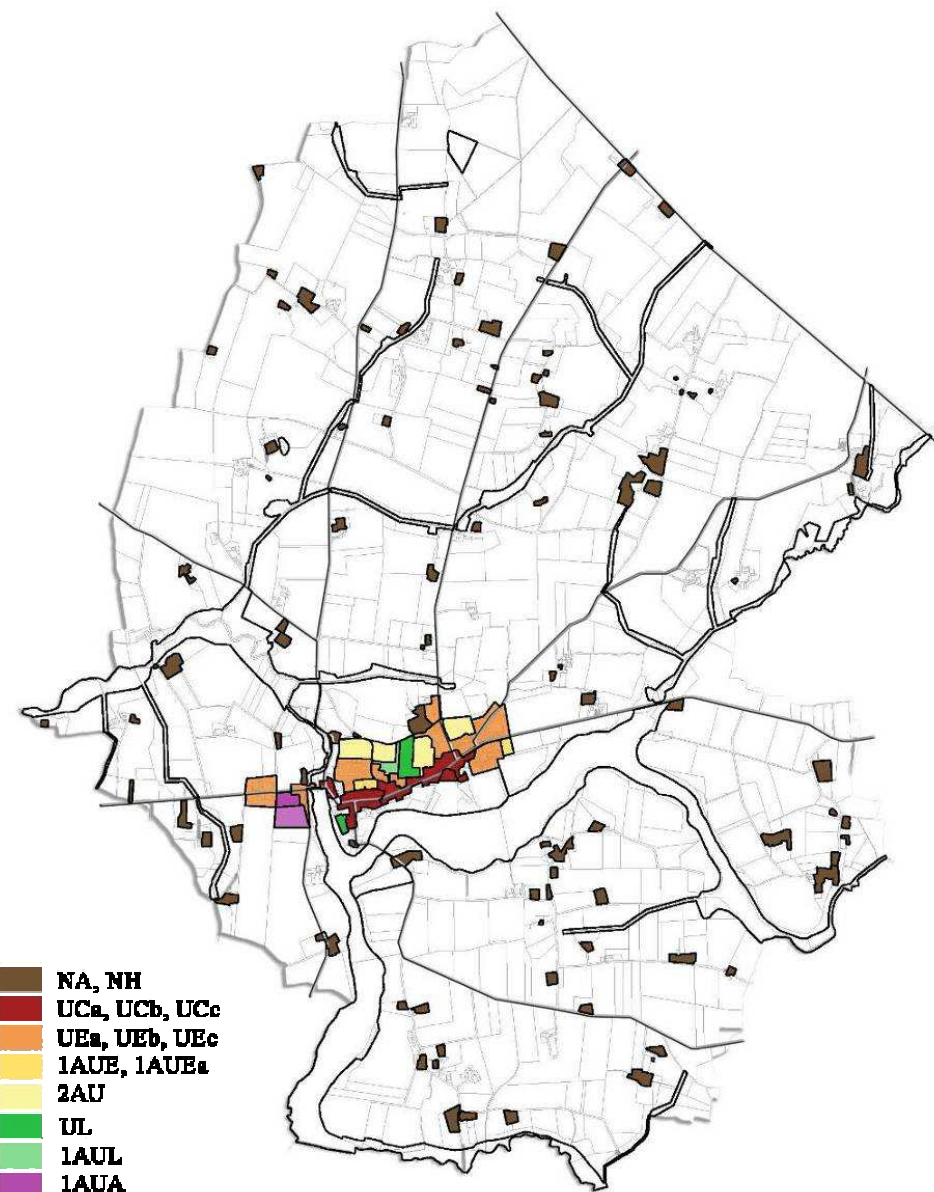 NA, NH
UCa, UCb, UCc
UEa, UEb, UEc
1AUE, 1AUEa
2AU
UL
1AUL
1AUA